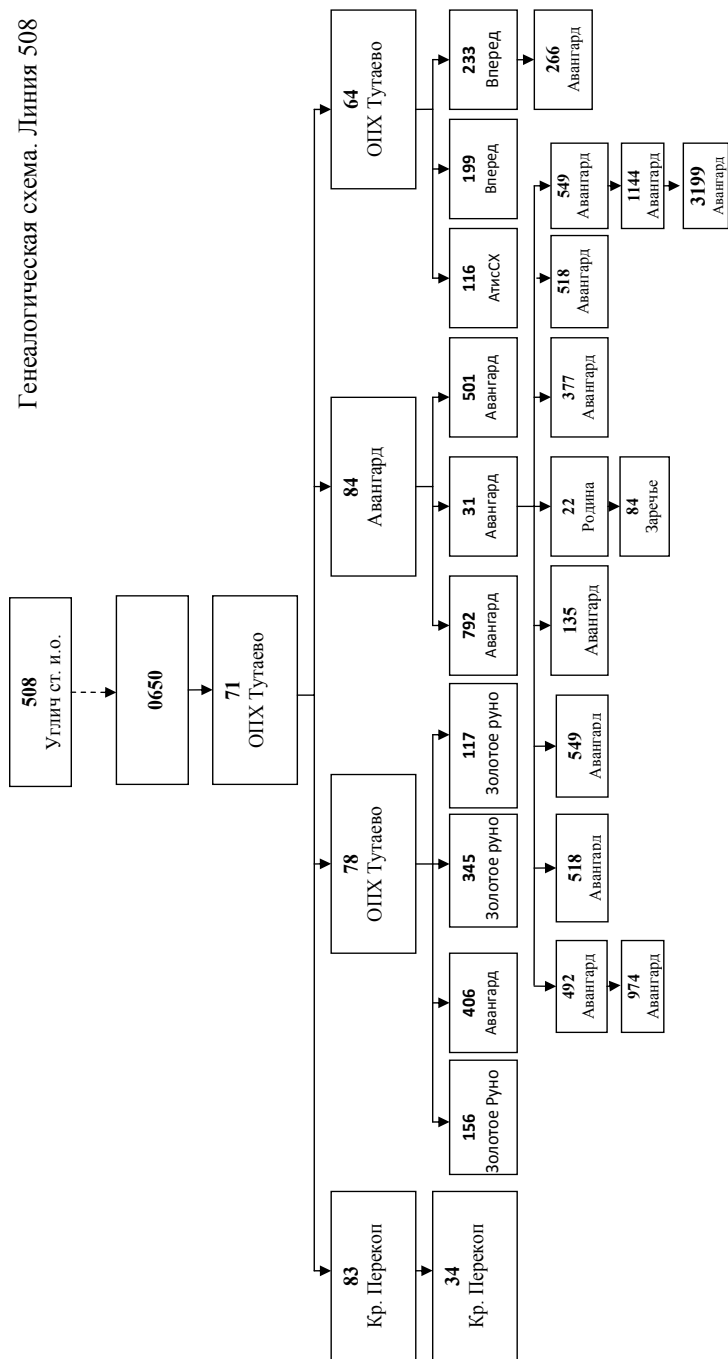 Генеалогическая схема. Линия 508
508
Углич ст. и.о.
0650
71
ОПХ Тутаево
83
Кр. Перекоп
78
ОПХ Тутаево
84
Авангард
64
ОПХ Тутаево
34
Кр. Перекоп
156
Золотое Руно
406
Авангард
345
Золотое руно
117
Золотое руно
792
Авангард
31
Авангард
501
Авангард
116
АтисСХ
199
Вперед
233
Вперед
492
Авангард
518
Авангард
549
Авангард
135
Авангард
22
Родина
377
Авангард
518
Авангард
549
Авангард
266
Авангард
974
Авангард
84
Заречье
1144
Авангард
3199
Авангард